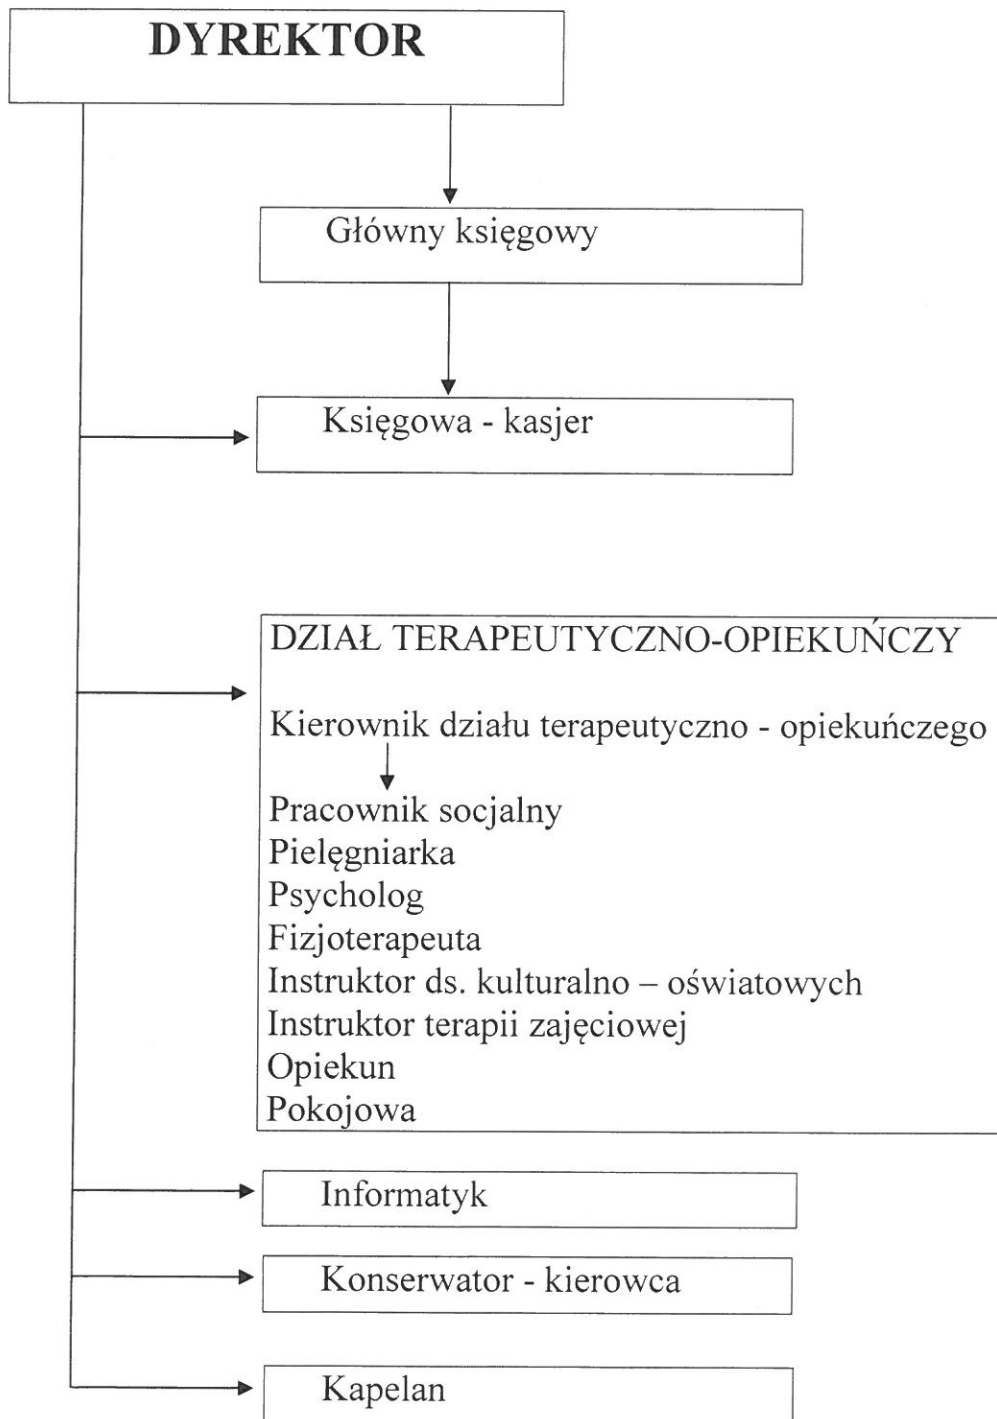 DYREKTOR
Główny księgowy
Księgowa - kasjer
DZIAŁ TERAPEUTYCZNO-OPIEKUŃCZY
Kierownik działu terapeutyczno - opiekuńczego
Pracownik socjalny
Pielęgniarka
Psycholog
Fizjoterapeuta
Instruktor ds. kulturalno – oświatowych
Instruktor terapii zajęciowej
Opiekun
Pokojowa
Informatyk
Konserwator - kierowca
Kapelan